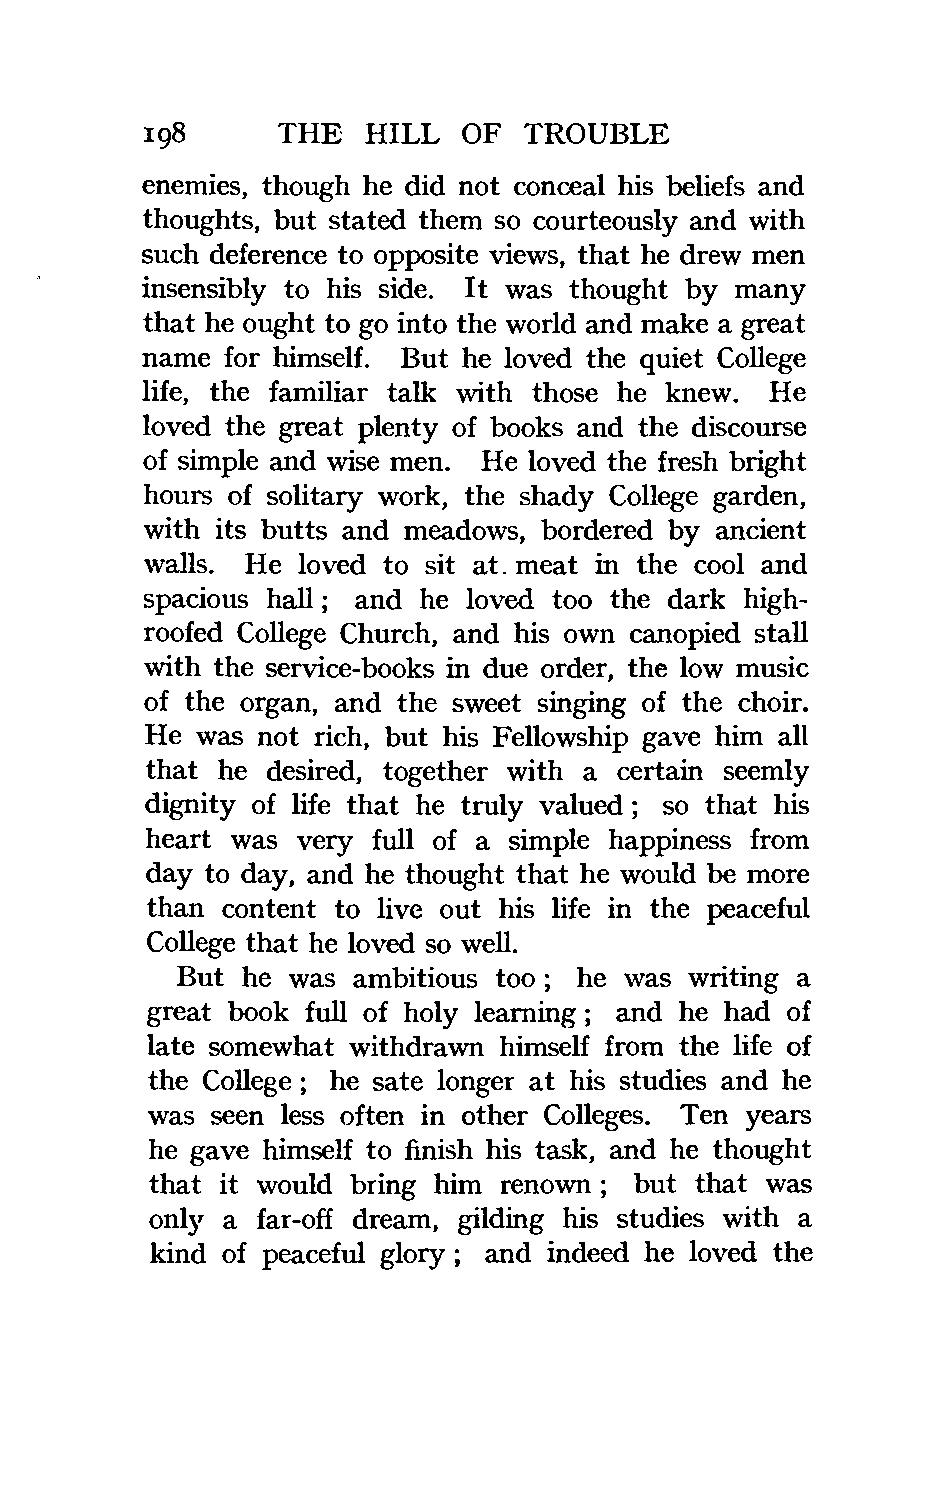 198 THE HILL OF TROUBLE
enemies, though he did not conceal his beliefs and
thoughts, but stated them so courteously and with
such deference to opposite views, that he drew men
insensibly to his side. It was thought by many
that he ought to go into the world and make a great
name for himself. But he loved the quiet College
life, the familiar talk with those he knew. He
loved the great plenty of books and the discourse
of simple and wise men. He loved the fresh bright
hours of solitary work, the shady College garden,
with its butts and meadows, bordered by ancient
walls. He loved to sit at. meat in the cool and
spacious hall ; and he loved too the dark high-
roofed College Church, and his own canopied stall
with the service-books in due order, the low music
of the organ, and the sweet singing of the choir.
He was not rich, but his Fellowship gave him all
that he desired, together with a certain seemly
dignity of life that he truly valued ; so that his
heart was very full of a simple happiness from
day to day, and he thought that he would be more
than content to live out his life in the peaceful
College that he loved so well.
But he was ambitious too ; he was writing a
great book full of holy learning ; and he had of
late somewhat withdrawn himself from the life of
the College ; he sate longer at his studies and he
was seen less often in other Colleges. Ten years
he gave himself to finish his task, and he thought
that it would bring him renown ; but that was
only a far-off dream, gilding his studies with a
kind of peaceful glory ; and indeed he loved the